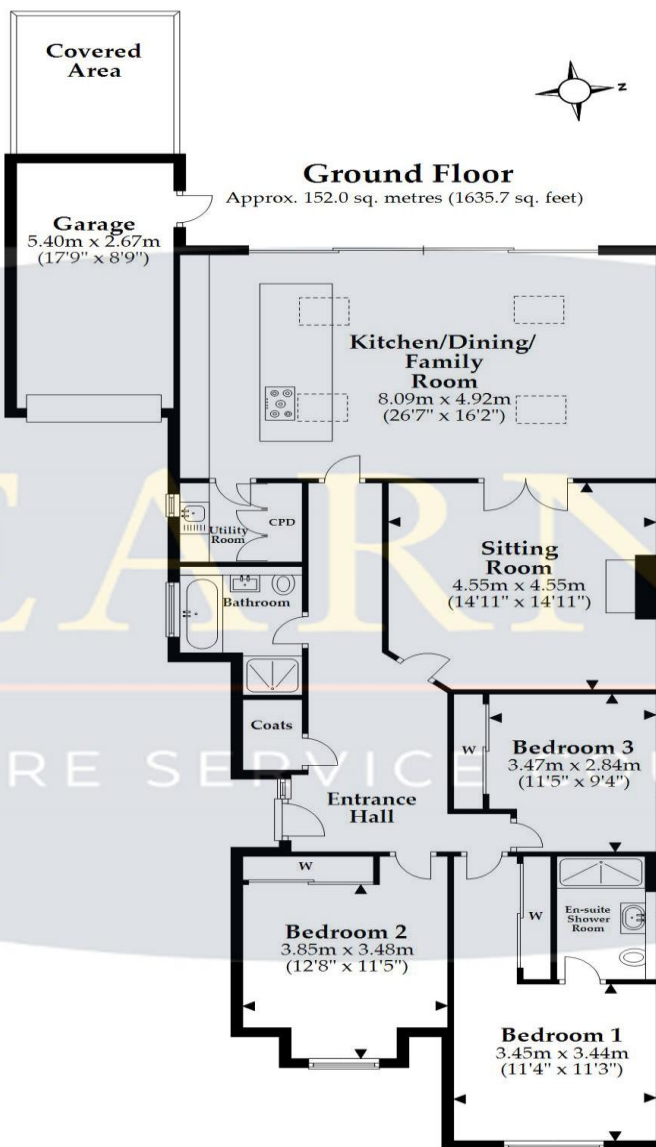 Covered
Area
N
Ground Floor
Approx. 152.0 sq. metres (1635.7 sq. feet)
Garage
5.40m x 2.67m
(17'9" x 8'9")
Kitchen/Dining/
Family
Room
8.09m x 4.92m
(26'7" x 16'2")
Utility
Room
CPD
Sitting
Room
4.55m x 4.55m
(14'11" x 14'11")
EARN
Bathroom
Coats
W
Bedroom 3
3.47m x 2.84m
(11'5" x 9'4")
RE SERVICE OU
Entrance
Hall
W
Bedroom 2
3.85m x 3.48m
(12'8" x 11'5")
W
En-suite
Shower
Room
Bedroom 1
3.45m x 3.44m
(11'4" x 11'3")